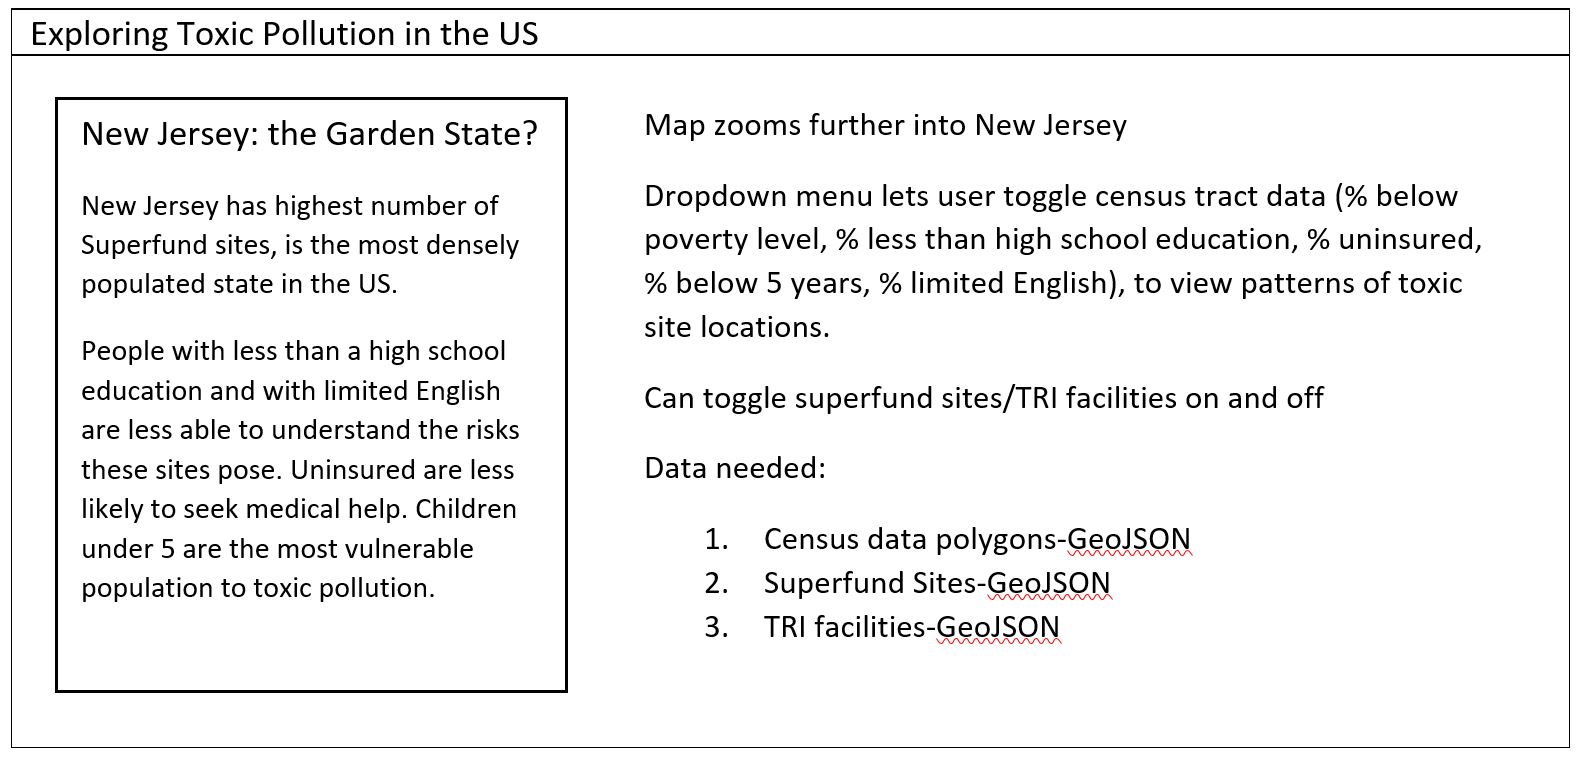 Exploring Toxic Pollution in the US
New Jersey: the Garden State?
New Jersey has highest number of
Superfund sites, is the most densely
populated state in the US.
People with less than a high school
education and with limited English
are less able to understand the risks
these sites pose. Uninsured are less
likely to seek medical help. Children
under 5 are the most vulnerable
population to toxic pollution.
Map zooms further into New Jersey
Dropdown menu lets user toggle census tract data (% below
poverty level, % less than high school education, % uninsured,
% below 5 years, % limited English), to view patterns of toxic
site locations.
Can toggle superfund sites/TRI facilities on and off
Data needed:
1. Census data polygons-GeoJSON
2. Superfund Sites-GeoJSON
3. TRI facilities-GeoJSON